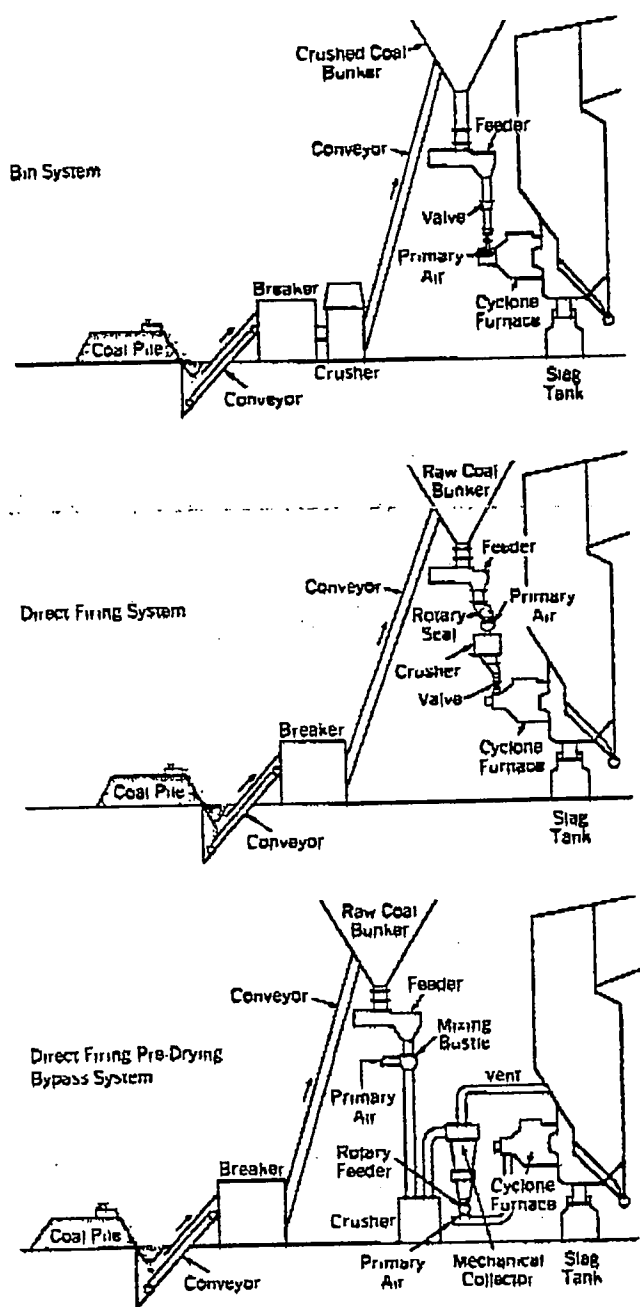 Crushed Coal
Bunker
Feeder
Conveyor
Bin System
Valve
Primary
Air
Breaker
Cyclone
Furnace
Coal Pile
Crusher
Slag
Tank
Conveyor
Raw Coal
Bunker
Feeder
Conveyor
Primary
Air
Direct Firing System
Rotary
Seal
Crusher
Valve
Breaker
Cyclone
Furnace
Coal Pile
Slag
Tank
Conveyor
Raw Coal
Bunker
Conveyor
Feeder
Mixing
Bustle
Direct Firing Pre-Drying
Bypass System
Vent
Primary
Air
Rotary
Feeder
Breaker
Cyclone
Furnace
Crusher
Coal Pile
Primary
Air
Mechanical
Collector
Slag
Tank
Conveyor